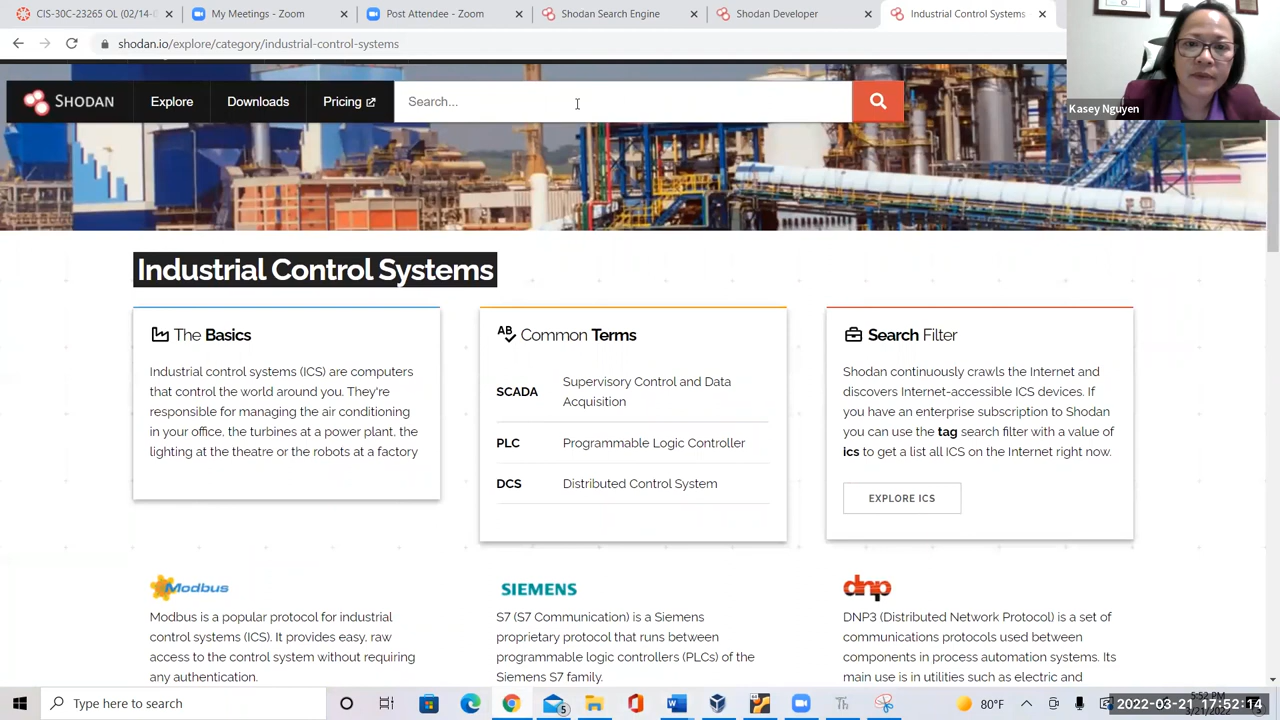 CIS-30C-23265 OL (02/14-
My Meetings - Zoom
Post Attendee - Zoom
Shodan Search Engine
Shodan Developer
Industrial Control Systems
shodan.io/explore/category/industrial-control-systems
SHODAN
Explore
Downloads
Pricing
Search...
Kasey Nguyen
Industrial Control Systems
The Basics
Industrial control systems (ICS) are computers
that control the world around you. They're
responsible for managing the air conditioning
in your office, the turbines at a power plant, the
lighting at the theatre or the robots at a factory
Common Terms
SCADA Supervisory Control and Data
Acquisition
PLC Programmable Logic Controller
DCS Distributed Control System
Search Filter
Shodan continuously crawls the Internet and
discovers Internet-accessible ICS devices. If
you have an enterprise subscription to Shodan
you can use the tag search filter with a value of
ics to get a list all ICS on the Internet right now.
EXPLORE ICS
Modbus
Modbus is a popular protocol for industrial
control systems (ICS). It provides easy, raw
access to the control system without requiring
any authentication.
SIEMENS
S7 (S7 Communication) is a Siemens
proprietary protocol that runs between
programmable logic controllers (PLCs) of the
Siemens S7 family.
dnp
DNP3 (Distributed Network Protocol) is a set of
communications protocols used between
components in process automation systems. Its
main use is in utilities such as electric and
Type here to search
5
Th
80°F
5:52 PM
3/21/2022
2022-03-21 17:52:14